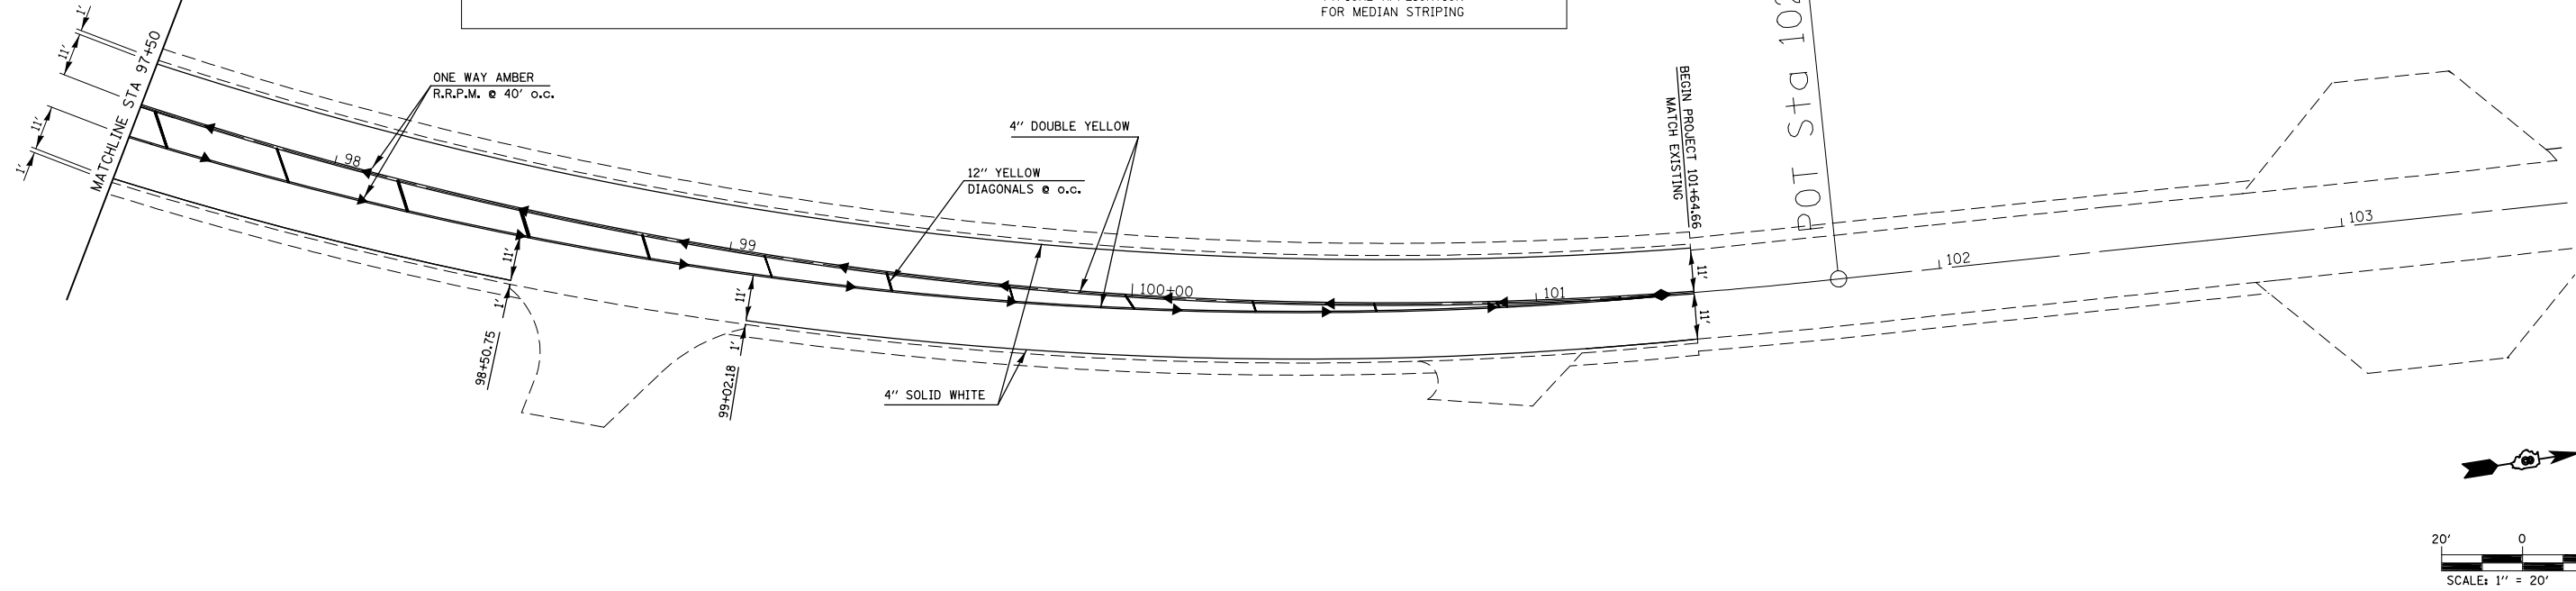 FOR MEDIAN STRIPING
1'
11'
MATCHLINE STA 97+50
11'
1'
ONE WAY AMBER
R.R.P.M. @ 40' o.c.
98
4" DOUBLE YELLOW
12" YELLOW
DIAGONALS @ o.c.
BEGIN PROJECT 101+64.66
MATCH EXISTING
POT Sta 102
103
102
99
11'
1'
98+50.75
11'
1'
99+02.18
100+00
101
11'
11'
4" SOLID WHITE
20'
0
SCALE: 1" = 20'